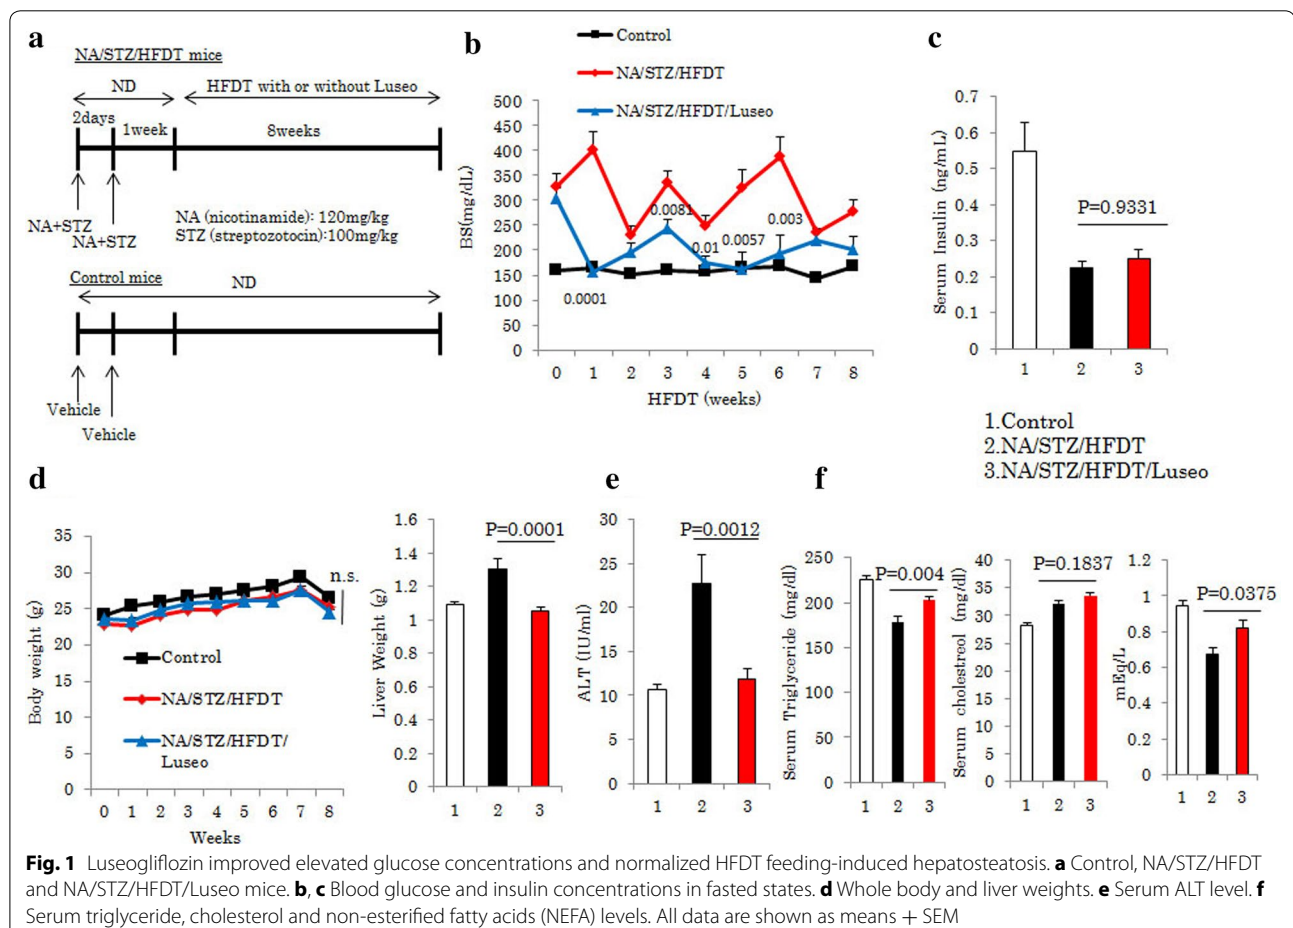 a
NA/STZ/HFDT mice
ND
HFDT with or without Luseo
2days
1week
8weeks
NA+STZ
NA+STZ
NA (nicotinamide): 120mg/kg
STZ (streptozotocin):100mg/kg
Control mice
ND
Vehicle
Vehicle
b
Control
NA/STZ/HFDT
NA/STZ/HFDT/Luseo
BS(mg/dL)
500
450
400
350
300
250
200
150
100
50
0
0.0001
0.0081
0.01
0.0057
0.003
0 1 2 3 4 5 6 7 8
HFDT (weeks)
c
Serum Insulin (ng/mL)
0.7
0.6
0.5
0.4
0.3
0.2
0.1
0
P=0.9331
1 2 3
1.Control
2.NA/STZ/HFDT
3.NA/STZ/HFDT/Luseo
d
Body weight (g)
35
30
25
20
15
10
5
0
n.s.
Control
NA/STZ/HFDT
NA/STZ/HFDT/
Luseo
0 1 2 3 4 5 6 7 8
Weeks
Liver Weight (g)
1.6
1.4
1.2
1
0.8
0.6
0.4
0.2
0
P=0.0001
1 2 3
e
ALT (IU/ml)
30
25
20
15
10
5
0
P=0.0012
1 2 3
f
Serum Triglyceride (mg/dl)
250
200
150
100
50
0
P=0.004
1 2 3
Serum cholestreol (mg/dl)
40
35
30
25
20
15
10
5
0
P=0.1837
1 2 3
mEq/L
1.2
1
0.8
0.6
0.4
0.2
0
P=0.0375
1 2 3
Fig. 1 Luseogliflozin improved elevated glucose concentrations and normalized HFDT feeding-induced hepatosteatosis. a Control, NA/STZ/HFDT
and NA/STZ/HFDT/Luseo mice. b, c Blood glucose and insulin concentrations in fasted states. d Whole body and liver weights. e Serum ALT level. f
Serum triglyceride, cholesterol and non-esterified fatty acids (NEFA) levels. All data are shown as means + SEM